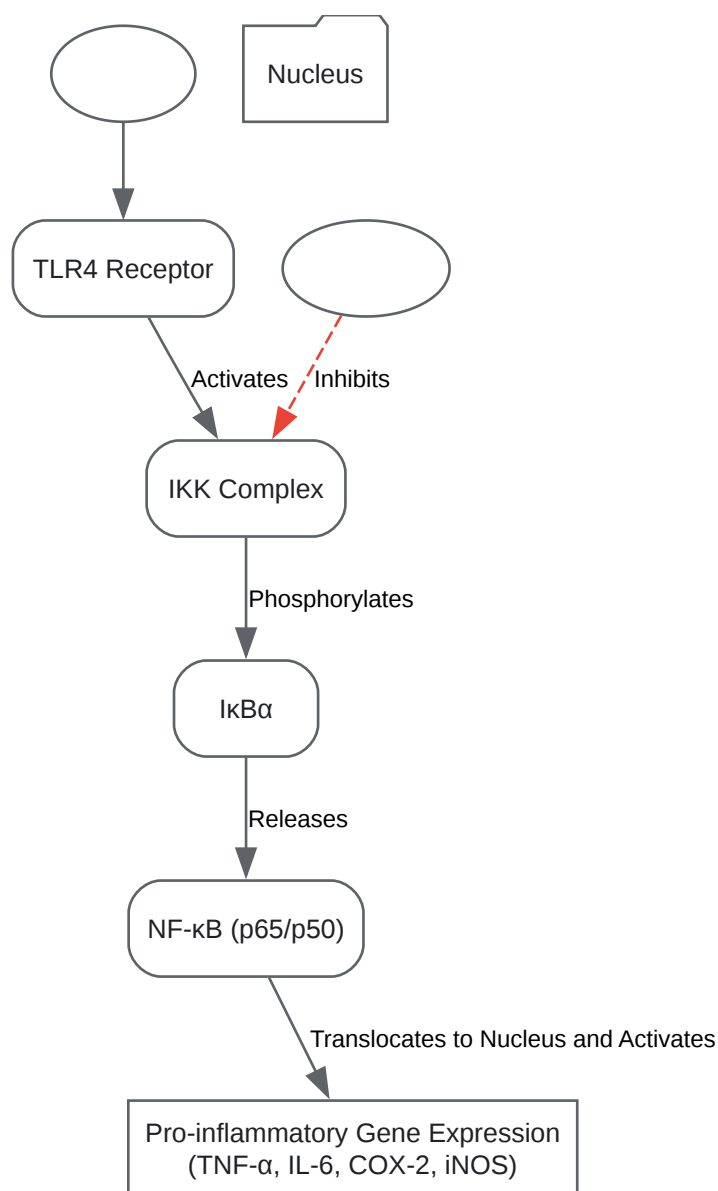 Nucleus
TLR4 Receptor
Activates
Inhibits
IKK Complex
Phosphorylates
IκBα
Releases
NF-κB (p65/p50)
Translocates to Nucleus and Activates
Pro-inflammatory Gene Expression
(TNF-α, IL-6, COX-2, iNOS)